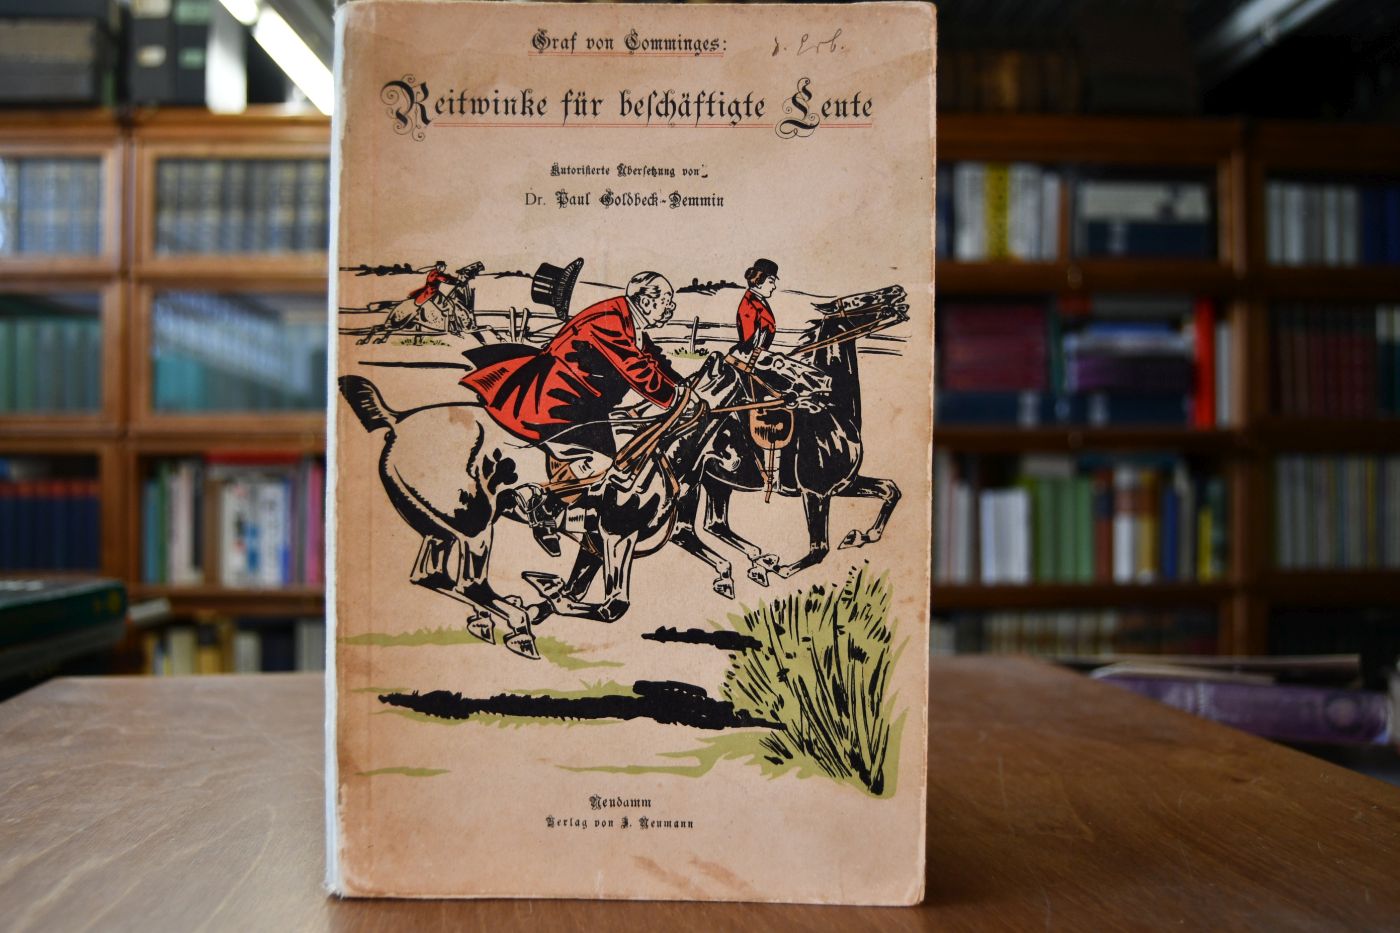 Graf von Comminges:
Reitwinke für beſchäftigte Leute
Autoriſierte Überſetzung von
Dr. Paul Goldbeck-Demmin
Neudamm
Verlag von J. Neumann